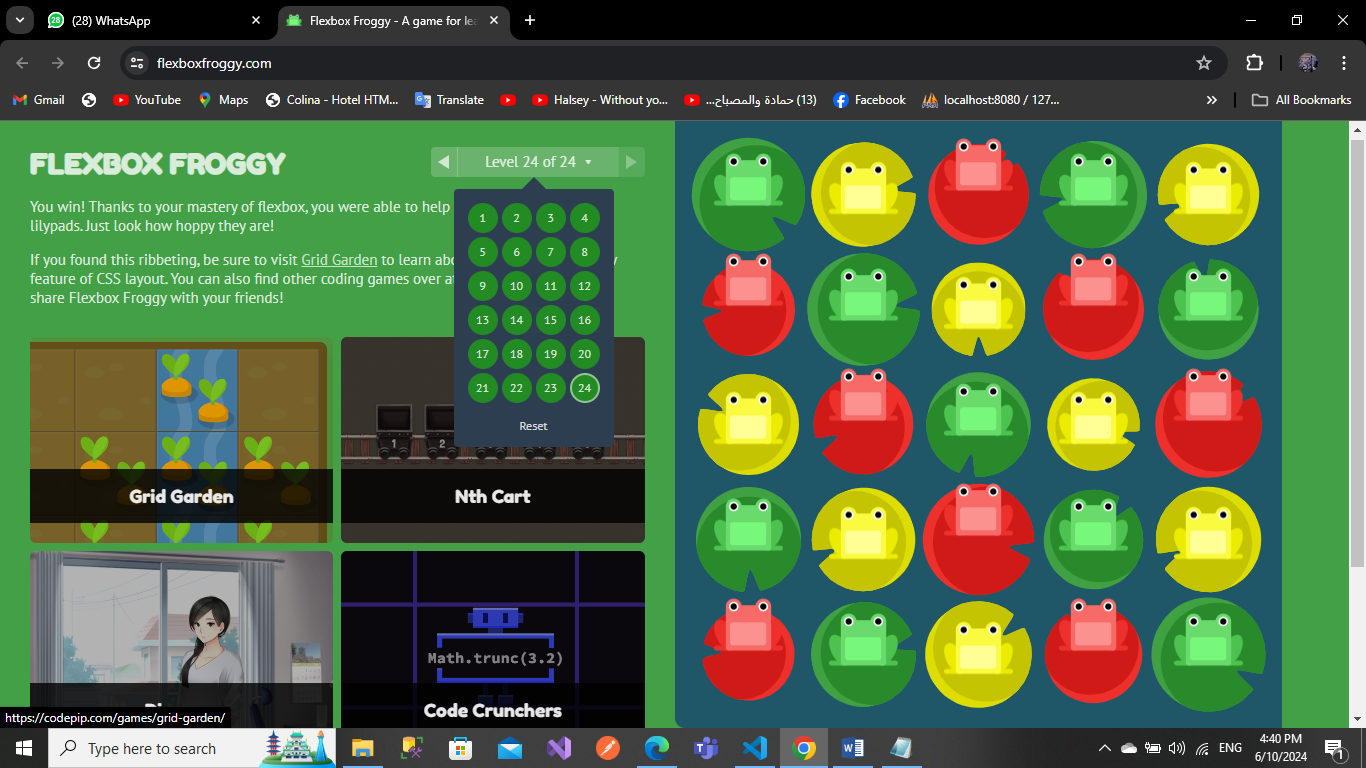 28
(28) WhatsApp
Flexbox Froggy - A game for lea
flexboxfroggy.com
Gmail
YouTube
Maps
Colina - Hotel HTM...
Translate
Halsey - Without yo...
(13) حمادة والمصباح...
Facebook
localhost:8080 / 127...
All Bookmarks
FLEXBOX FROGGY
Level 24 of 24
You win! Thanks to your mastery of flexbox, you were able to help
lilypads. Just look how hoppy they are!
If you found this ribbeting, be sure to visit Grid Garden to learn
feature of CSS layout. You can also find other coding games over
share Flexbox Froggy with your friends!
1 2 3 4
5 6 7 8
9 10 11 12
13 14 15 16
17 18 19 20
21 22 23 24
Reset
1 2
Grid Garden
Nth Cart
Math.trunc(3.2)
Code Crunchers
https://codepip.com/games/grid-garden/
Type here to search
ENG
4:40 PM
6/10/2024
1